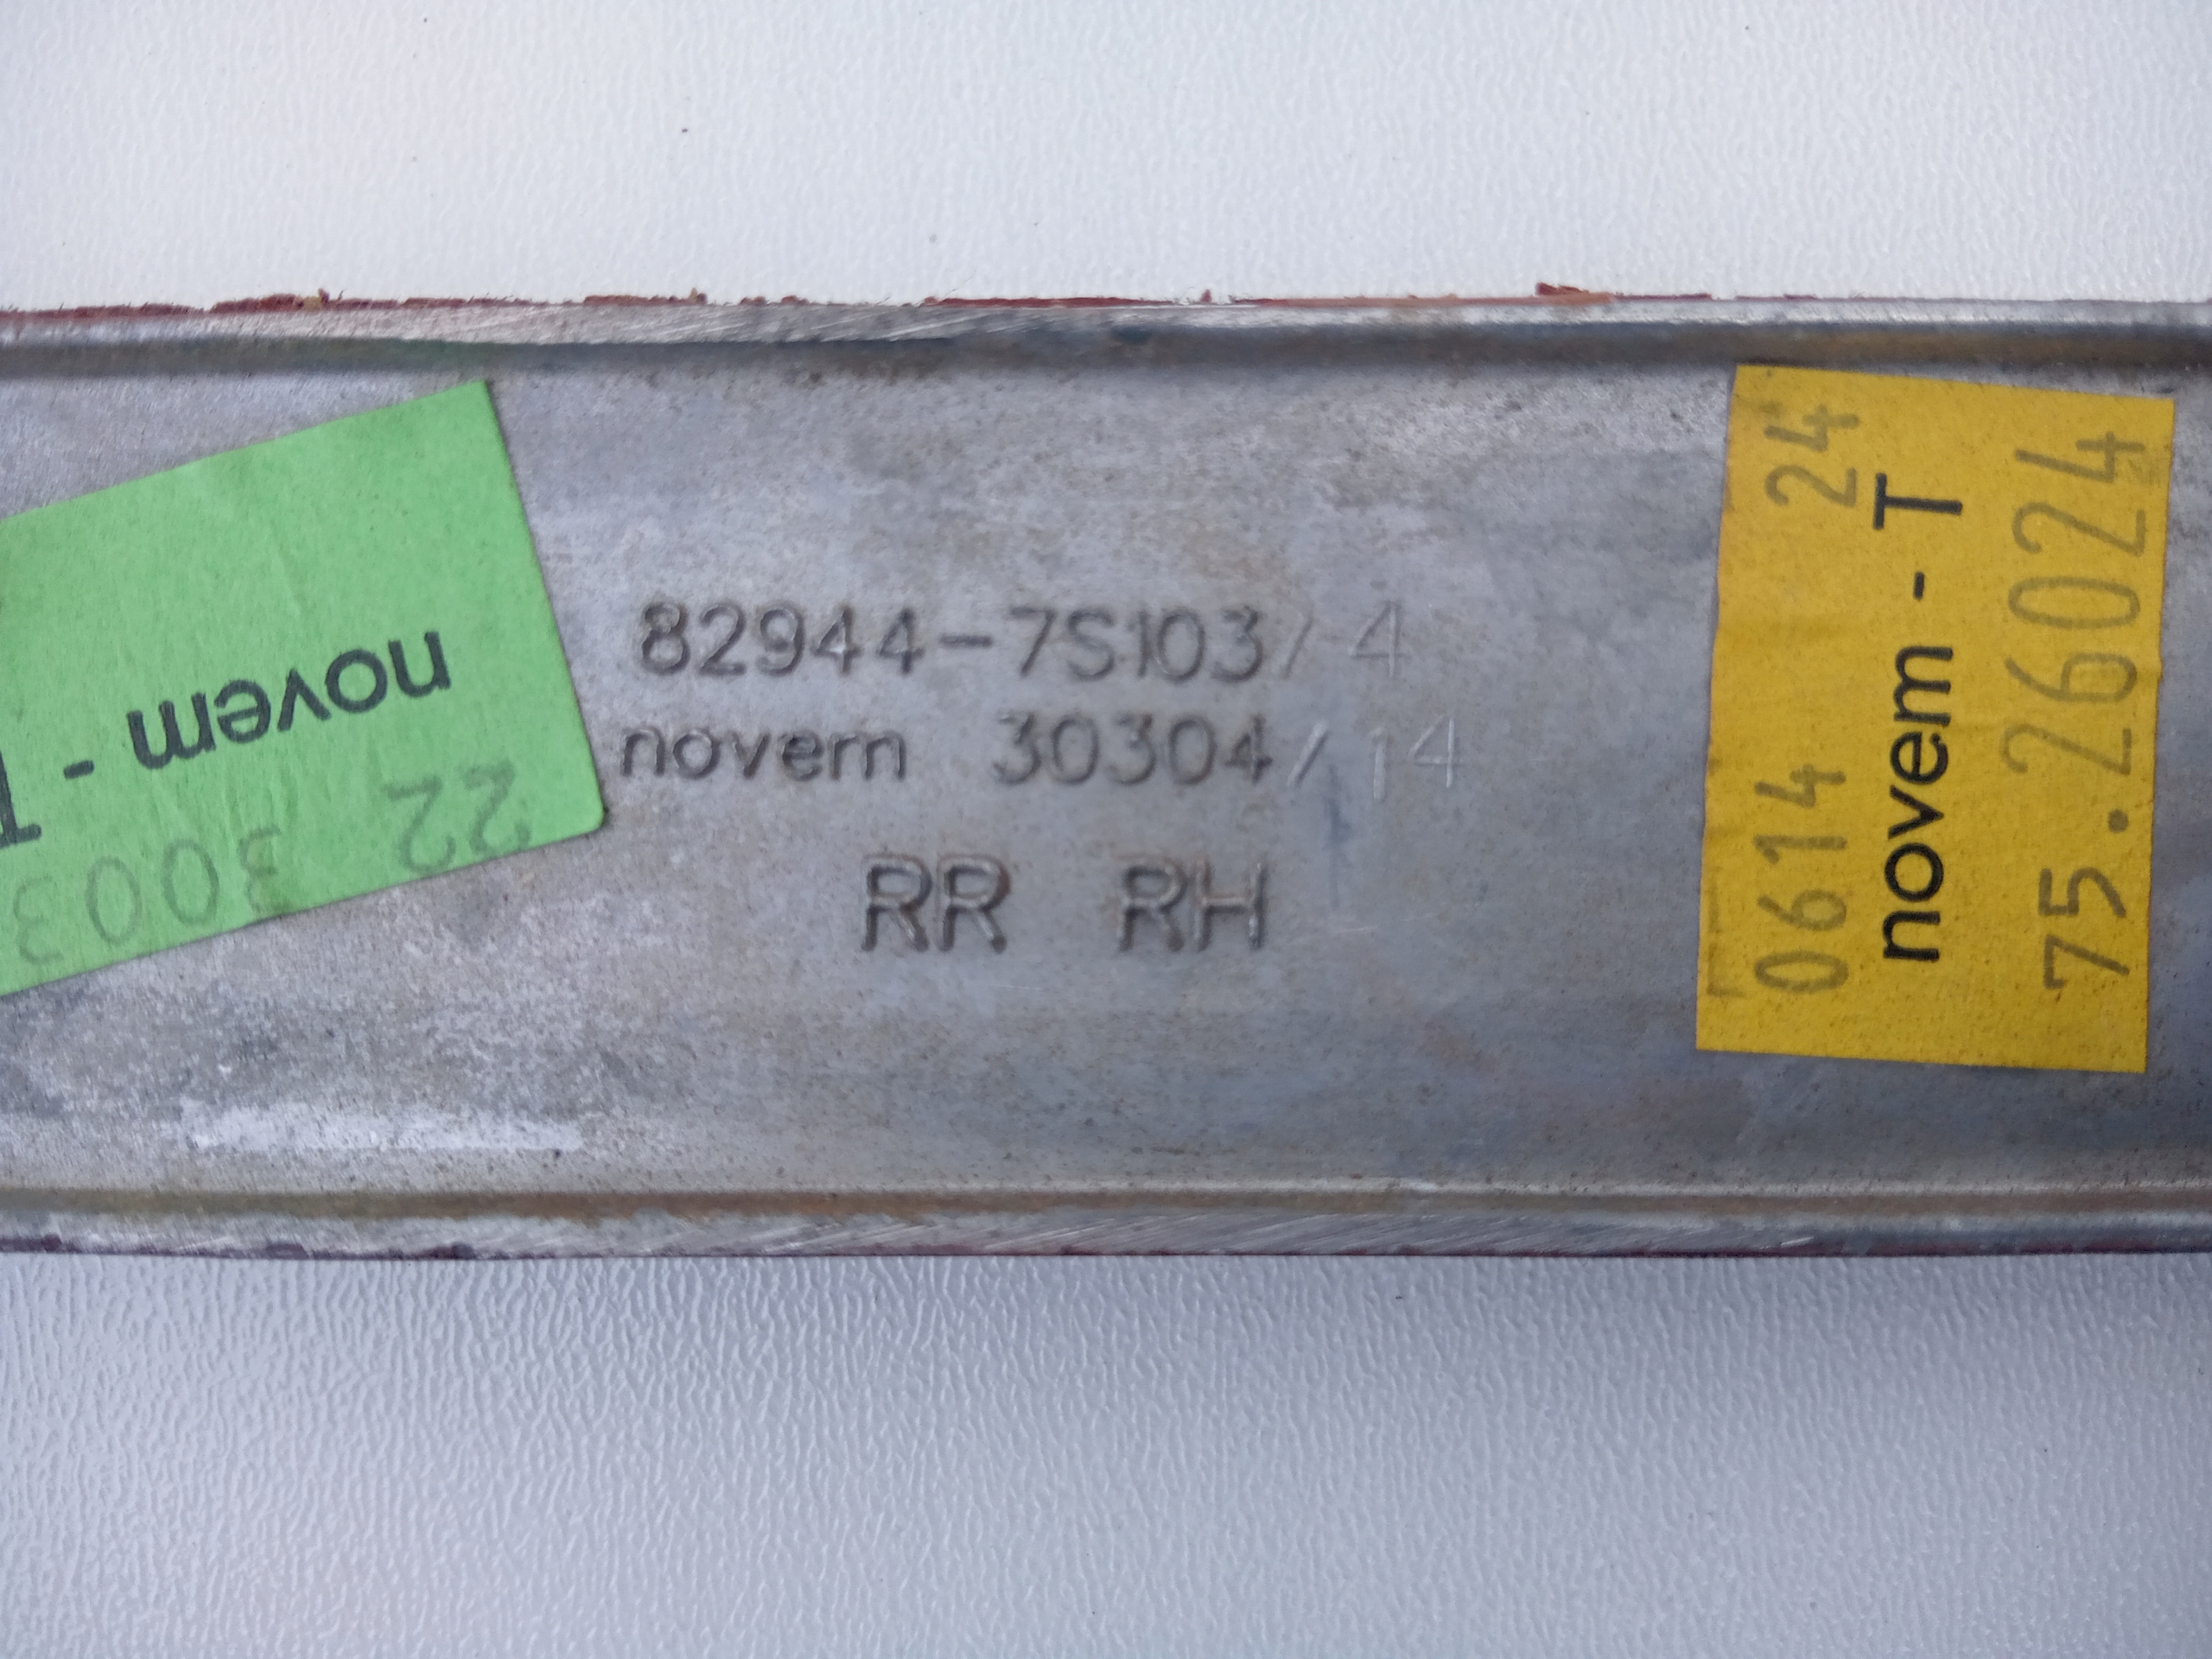 novem -
22 3003
82944-7S103/-4
novem 30304/14
RR RH
0614 24
novem - T
75.26024